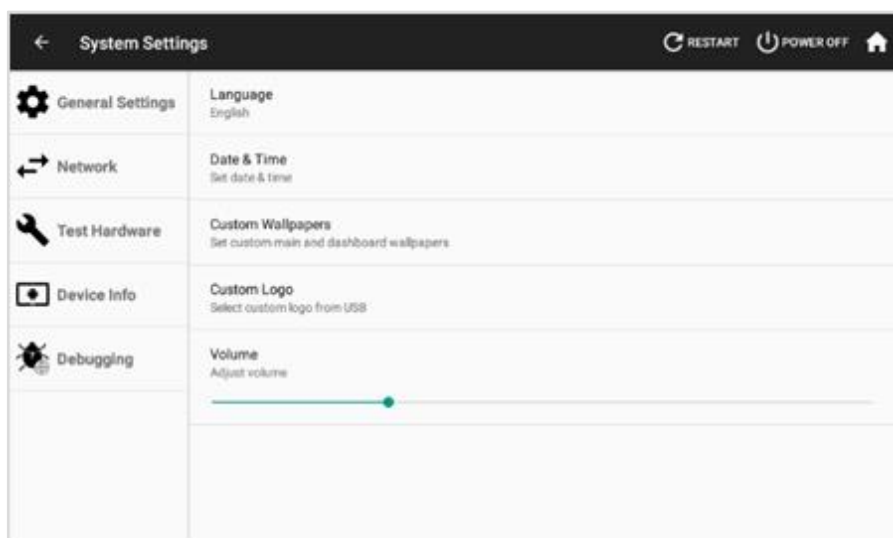 System Settings
RESTART
POWER OFF
General Settings
Network
Test Hardware
Device Info
Debugging
Language
English
Date & Time
Set date & time
Custom Wallpapers
Set custom main and dashboard wallpapers
Custom Logo
Select custom logo from USB
Volume
Adjust volume